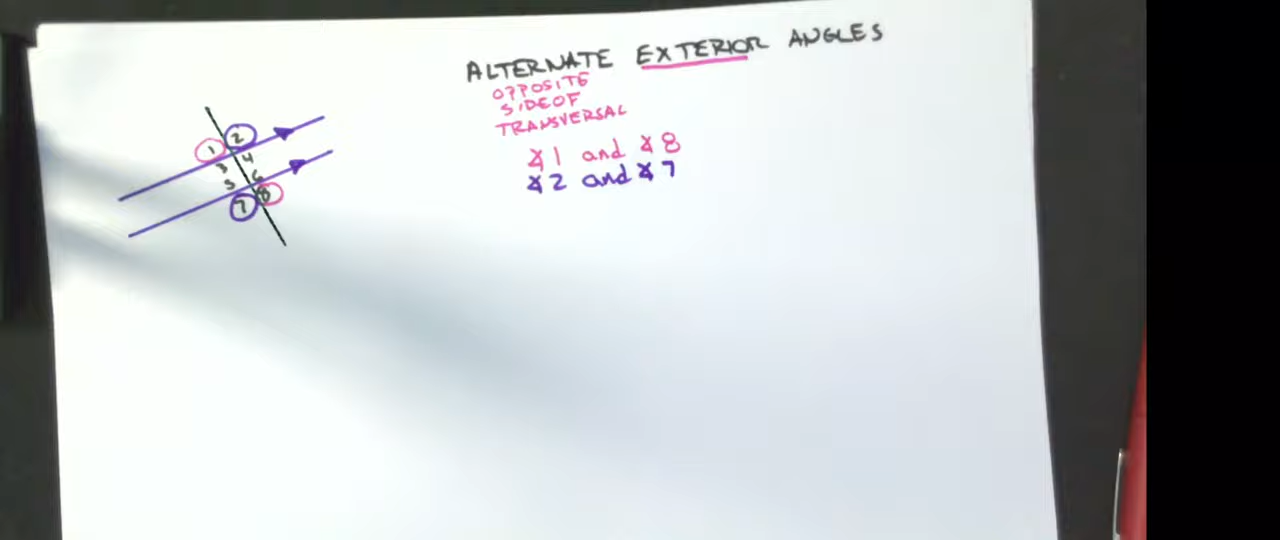 ALTERNATE EXTERIOR ANGLES
OPPOSITE
SIDE OF
TRANSVERSAL
∡1 and ∡8
∡2 and ∡7
1 2
3 4
5 6
7 8